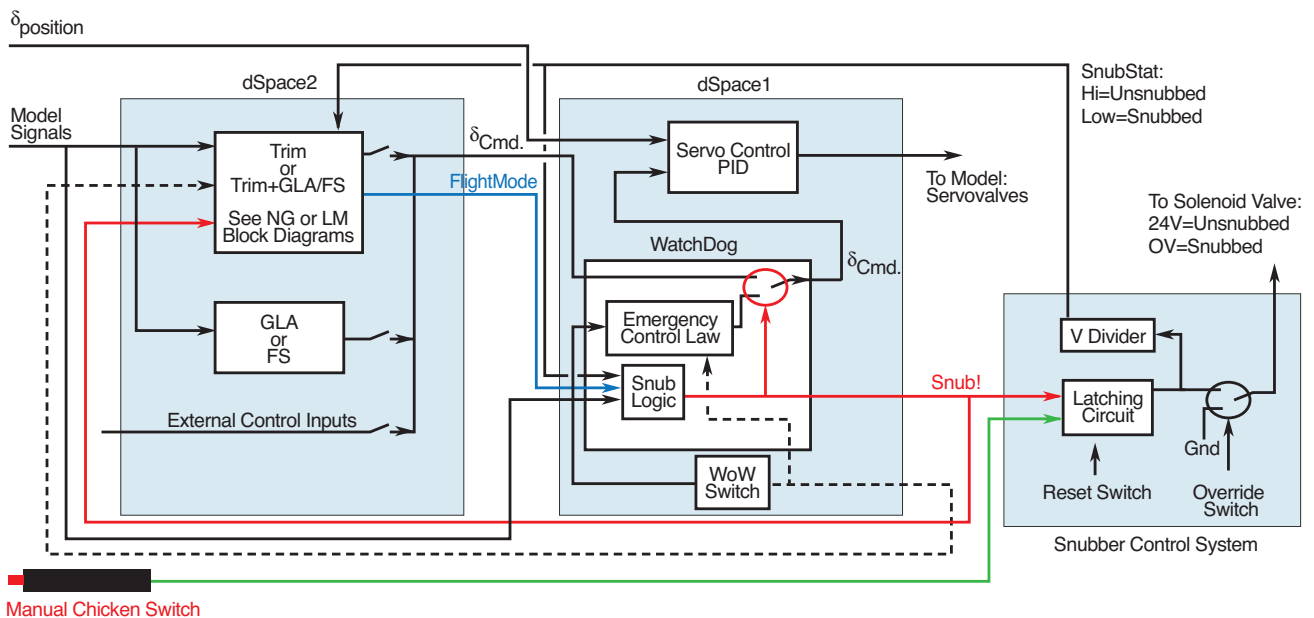 δposition
dSpace2
dSpace1
SnubStat:
Hi=Unsnubbed
Low=Snubbed
Model
Signals
Trim
or
Trim+GLA/FS
See NG or LM
Block Diagrams
δCmd.
FlightMode
Servo Control
PID
To Model:
Servovalves
To Solenoid Valve:
24V=Unsnubbed
OV=Snubbed
WatchDog
δCmd.
GLA
or
FS
Emergency
Control Law
V Divider
Snub
Logic
Snub!
Latching
Circuit
External Control Inputs
Gnd
WoW
Switch
Reset Switch
Override
Switch
Snubber Control System
Manual Chicken Switch